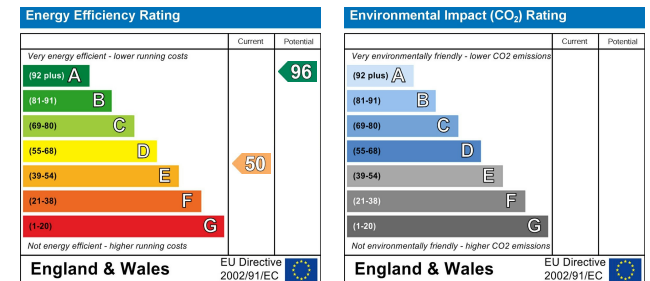 Energy Efficiency Rating
Current Potential
Very energy efficient - lower running costs
(92 plus) A
(81-91) B
(69-80) C
(55-68) D
(39-54) E
(21-38) F
(1-20) G
96
50
Not energy efficient - higher running costs
England & Wales
EU Directive
2002/91/EC
Environmental Impact (CO₂) Rating
Current Potential
Very environmentally friendly - lower CO2 emissions
(92 plus) A
(81-91) B
(69-80) C
(55-68) D
(39-54) E
(21-38) F
(1-20) G
Not environmentally friendly - higher CO2 emissions
England & Wales
EU Directive
2002/91/EC